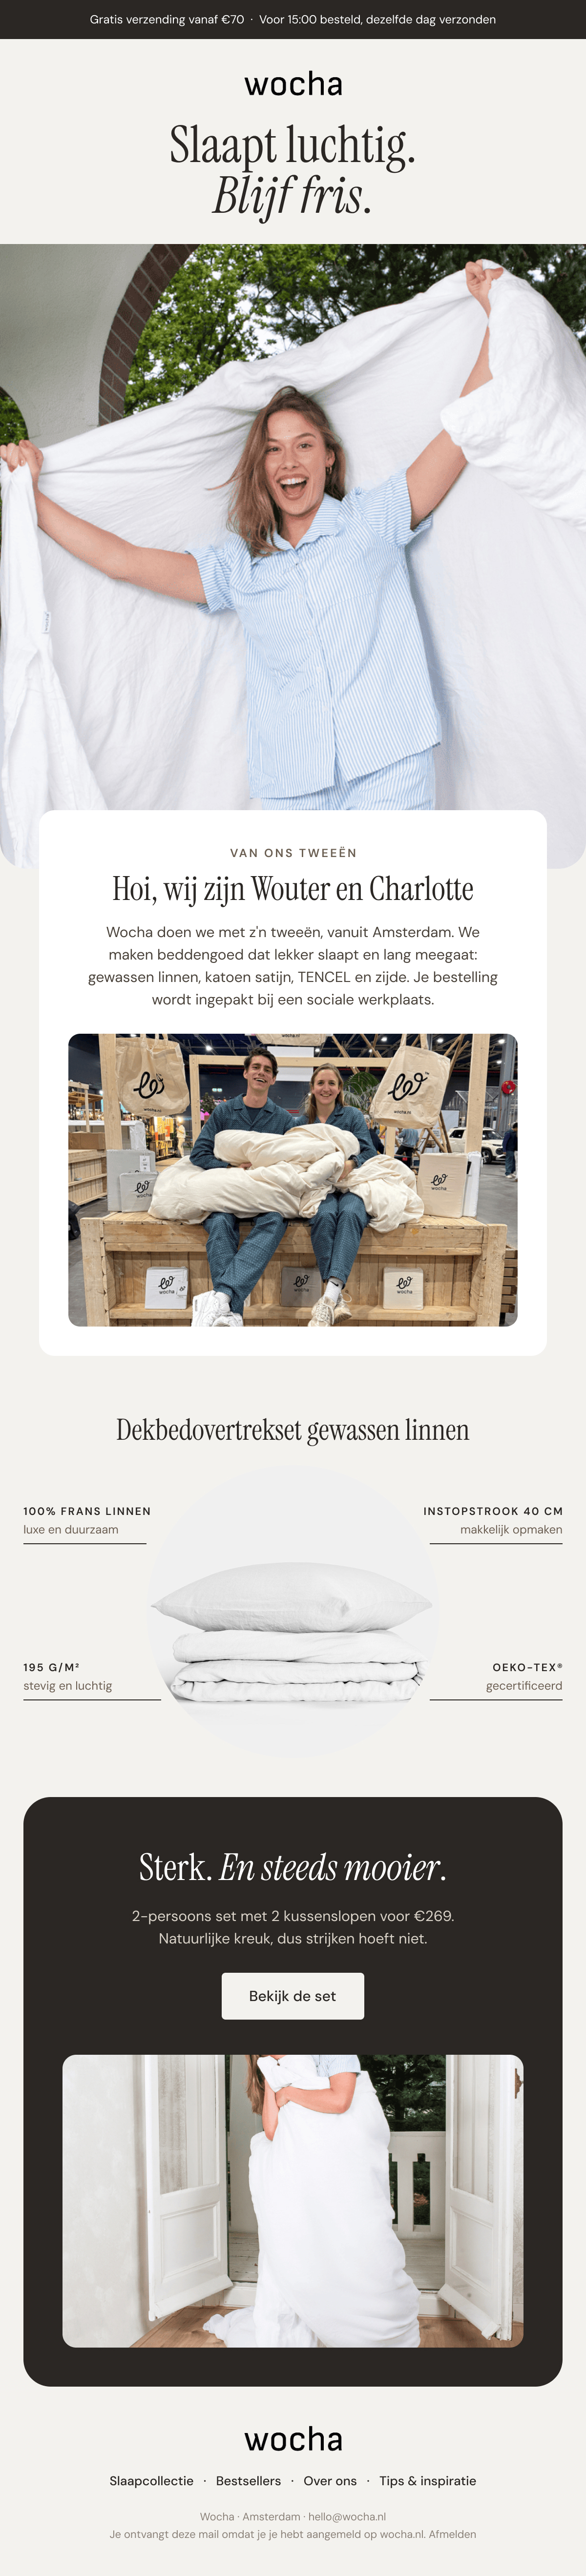 Gratis verzending vanaf €70 · Voor 15:00 besteld, dezelfde dag verzonden
wocha
Slaapt luchtig.
Blijf fris.
VAN ONS TWEEËN
Hoi, wij zijn Wouter en Charlotte
Wocha doen we met z'n tweeën, vanuit Amsterdam. We
maken beddengoed dat lekker slaapt en lang meegaat:
gewassen linnen, katoen satijn, TENCEL en zijde. Je bestelling
wordt ingepakt bij een sociale werkplaats.
wocha
wocha
wocha
wocha
wocha
Dekbedovertrekset gewassen linnen
100% FRANS LINNEN
luxe en duurzaam
INSTOPSTROOK 40 CM
makkelijk opmaken
195 G/M²
stevig en luchtig
OEKO-TEX®
gecertificeerd
Sterk. En steeds mooier.
2-persoons set met 2 kussenslopen voor €269.
Natuurlijke kreuk, dus strijken hoeft niet.
Bekijk de set
wocha
Slaapcollectie · Bestsellers · Over ons · Tips & inspiratie
Wocha · Amsterdam · hello@wocha.nl
Je ontvangt deze mail omdat je je hebt aangemeld op wocha.nl. Afmelden